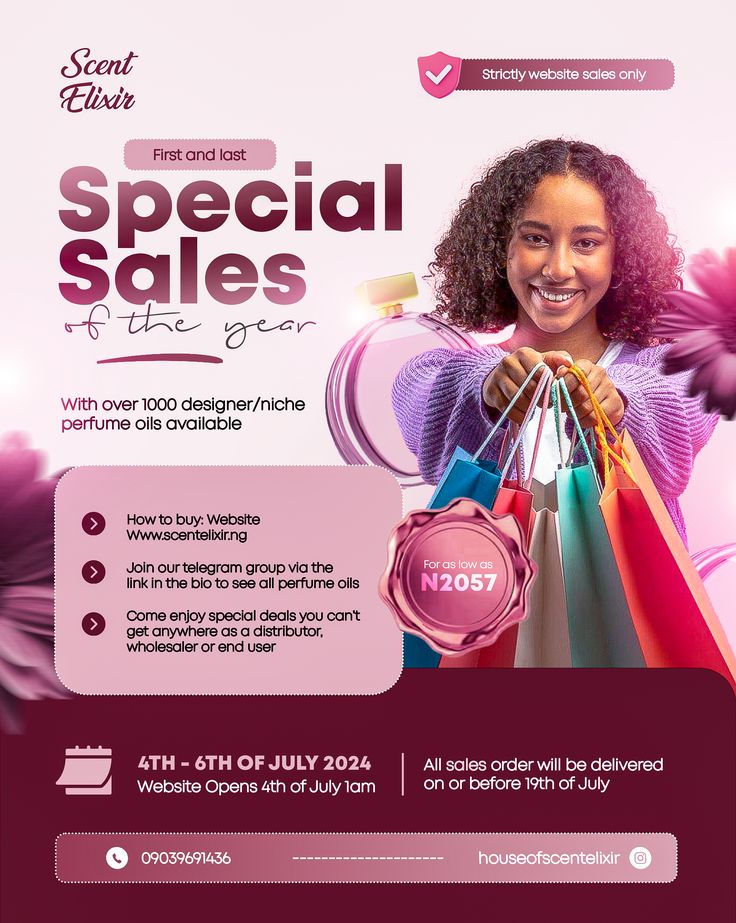 Scent
Elixir
Strictly website sales only
First and last
Special
Sales
of the year
With over 1000 designer/niche
perfume oils available
How to buy: Website
Www.scentelixir.ng
Join our telegram group via the
link in the bio to see all perfume oils
Come enjoy special deals you can't
get anywhere as a distributor,
wholesaler or end user
For as low as
N2057
4TH - 6TH OF JULY 2024
Website Opens 4th of July 1am
All sales order will be delivered
on or before 19th of July
09039691436
houseofscentelixir